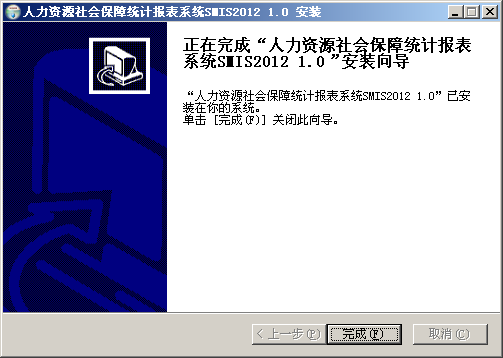 人力资源社会保障统计报表系统SMIS2012 1.0 安装
正在完成“人力资源社会保障统计报表
系统SMIS2012 1.0”安装向导
“人力资源社会保障统计报表系统SMIS2012 1.0”已安
装在你的系统。
单击 [完成(F)] 关闭此向导。
< 上一步(P) 完成(F) 取消(C)